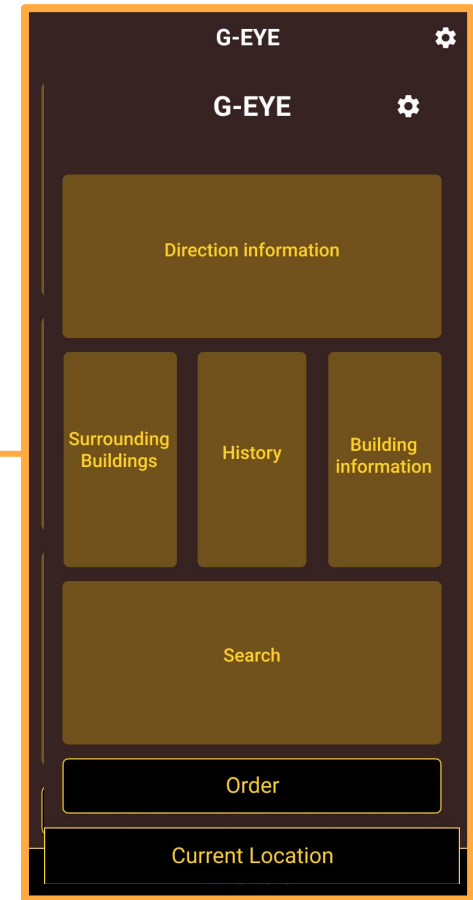 G-EYE
G-EYE
Direction information
Surrounding
Buildings
History
Building
information
Search
Order
Current Location